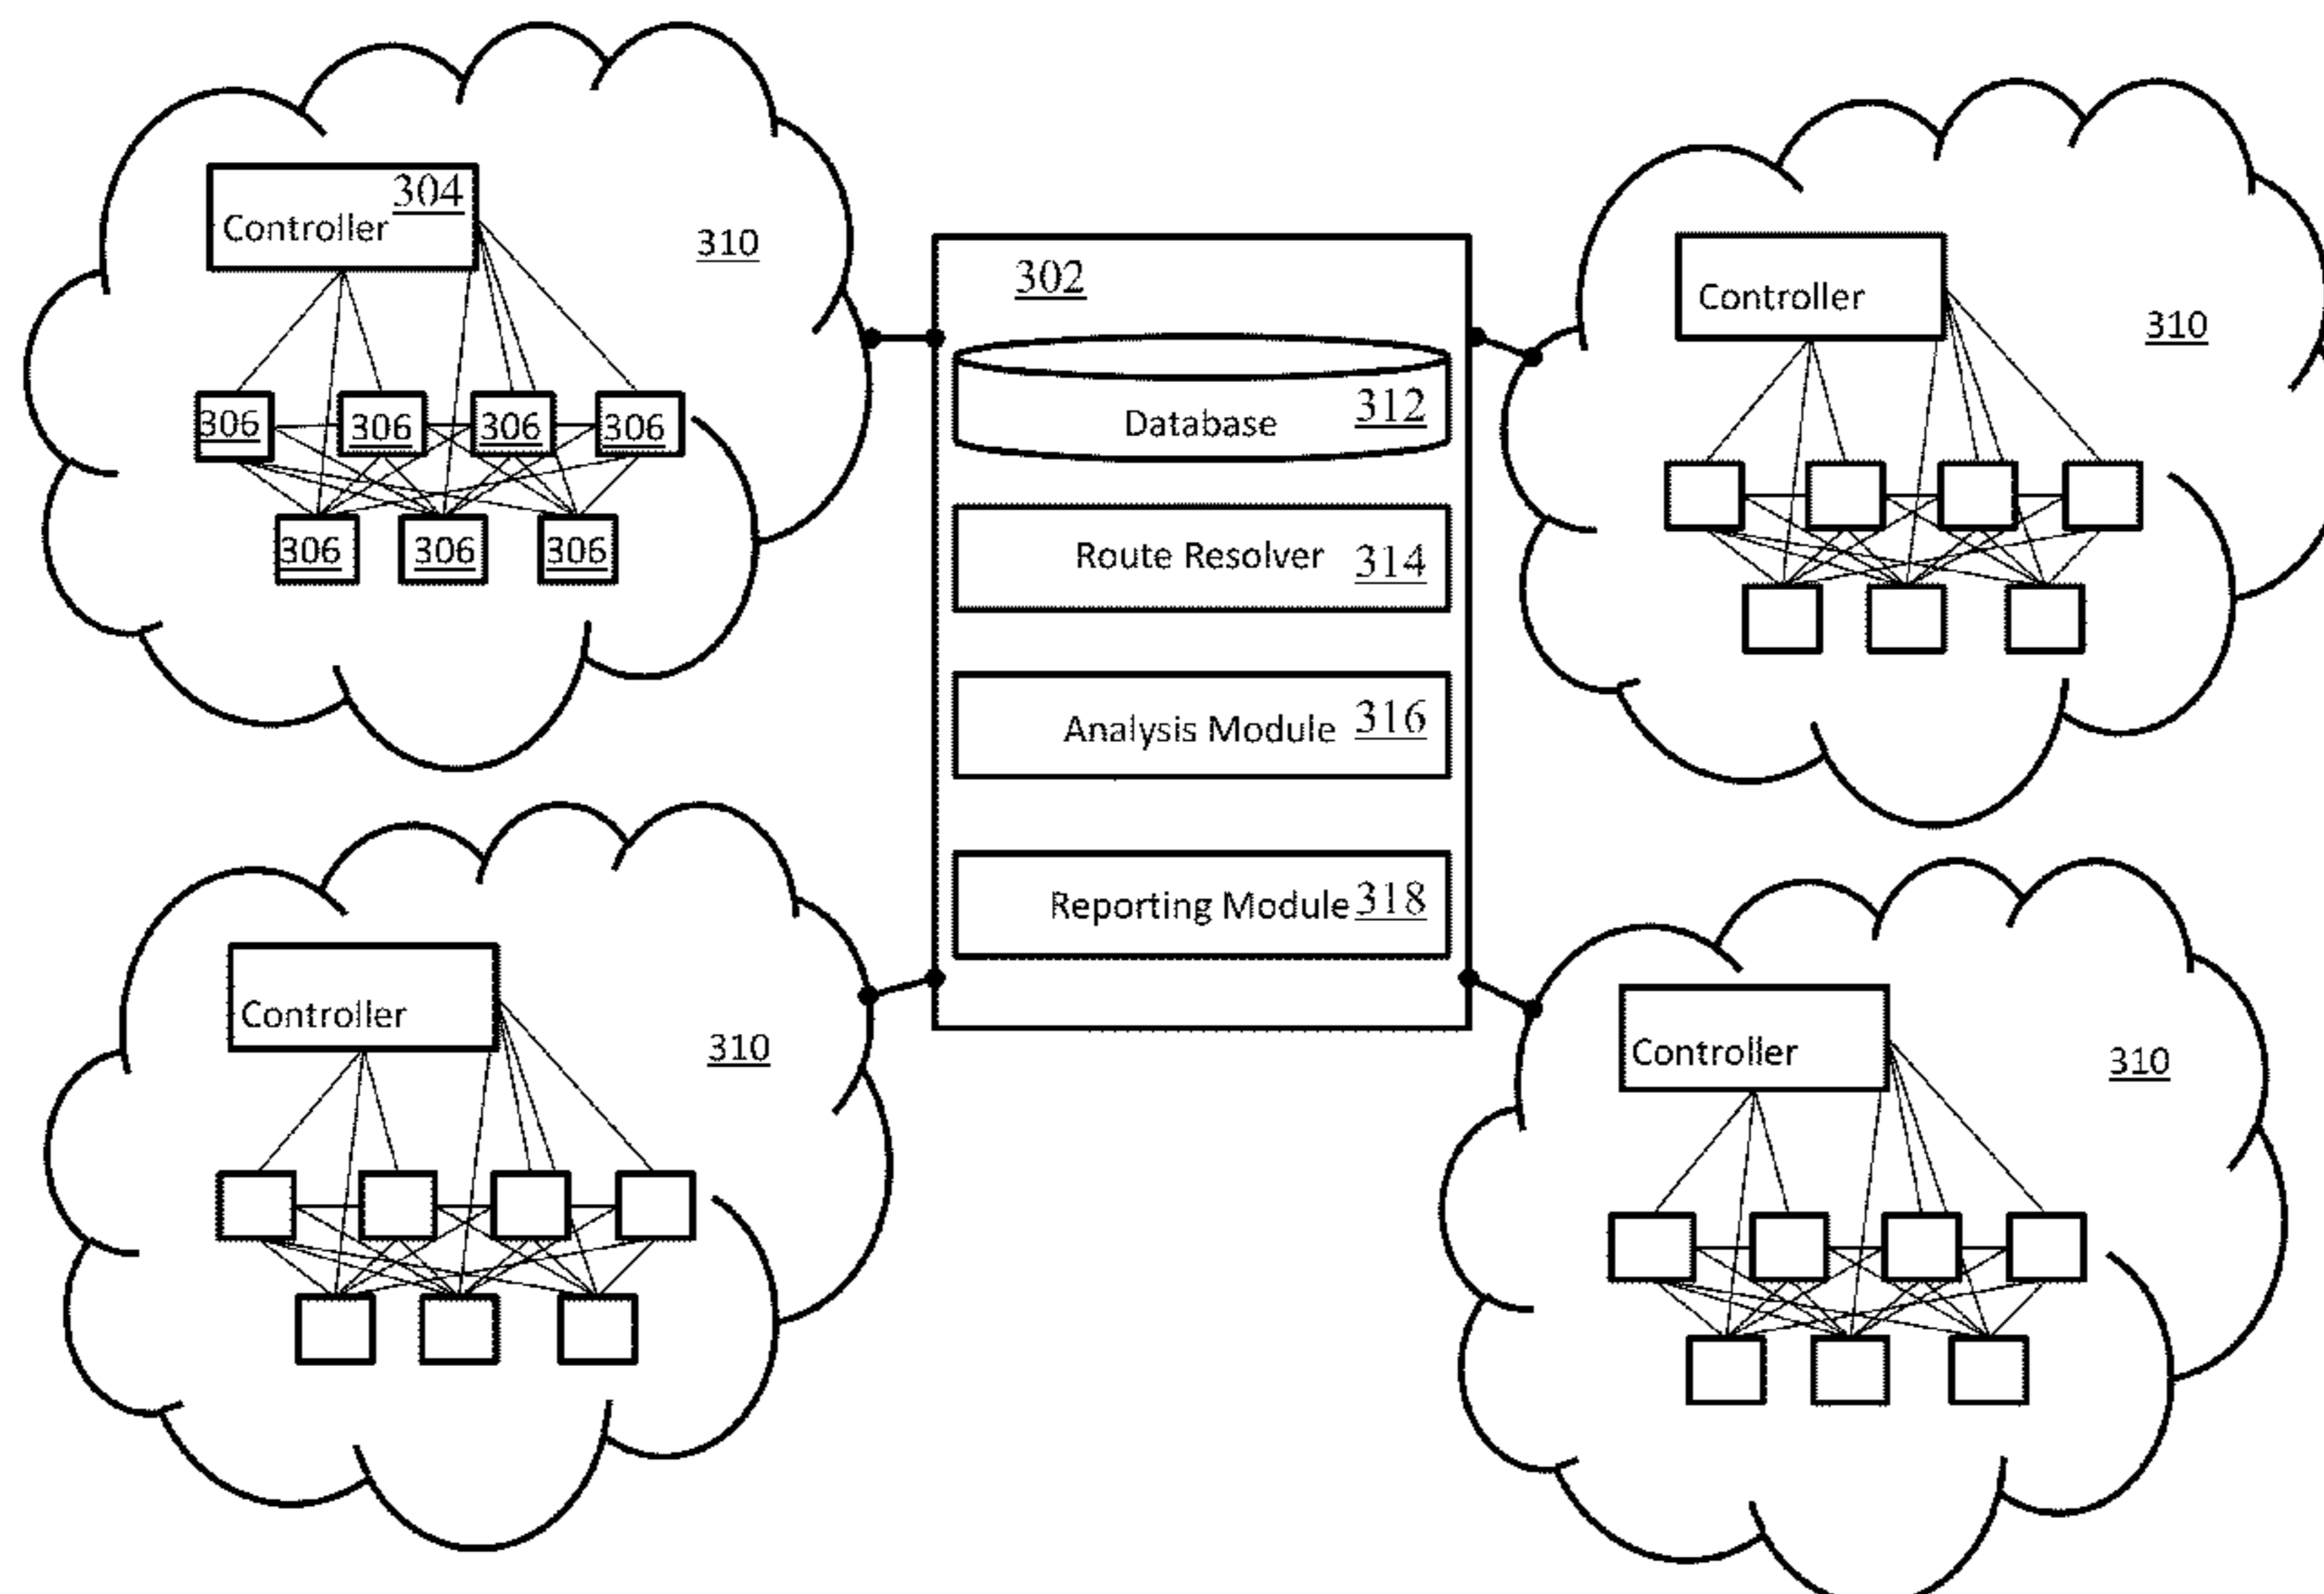 304
Controller
310
306 306 306 306
306 306 306
302
Database 312
Route Resolver 314
Analysis Module 316
Reporting Module 318
Controller
310
Controller
310
Controller
310